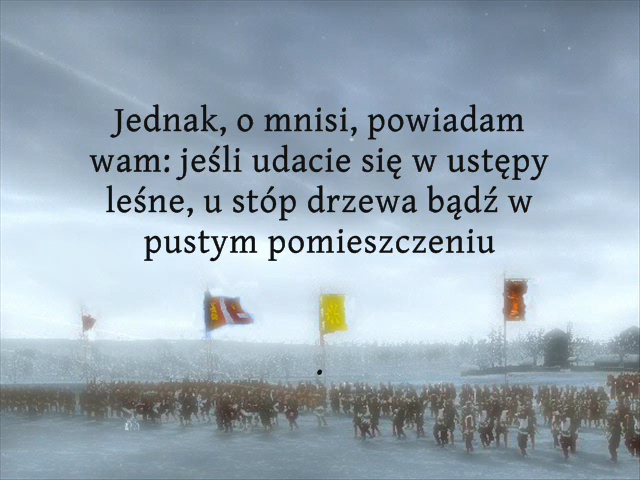 Jednak, o mnisi, powiadam
wam: jeśli udacie się w ustępy
leśne, u stóp drzewa bądź w
pustym pomieszczeniu
.